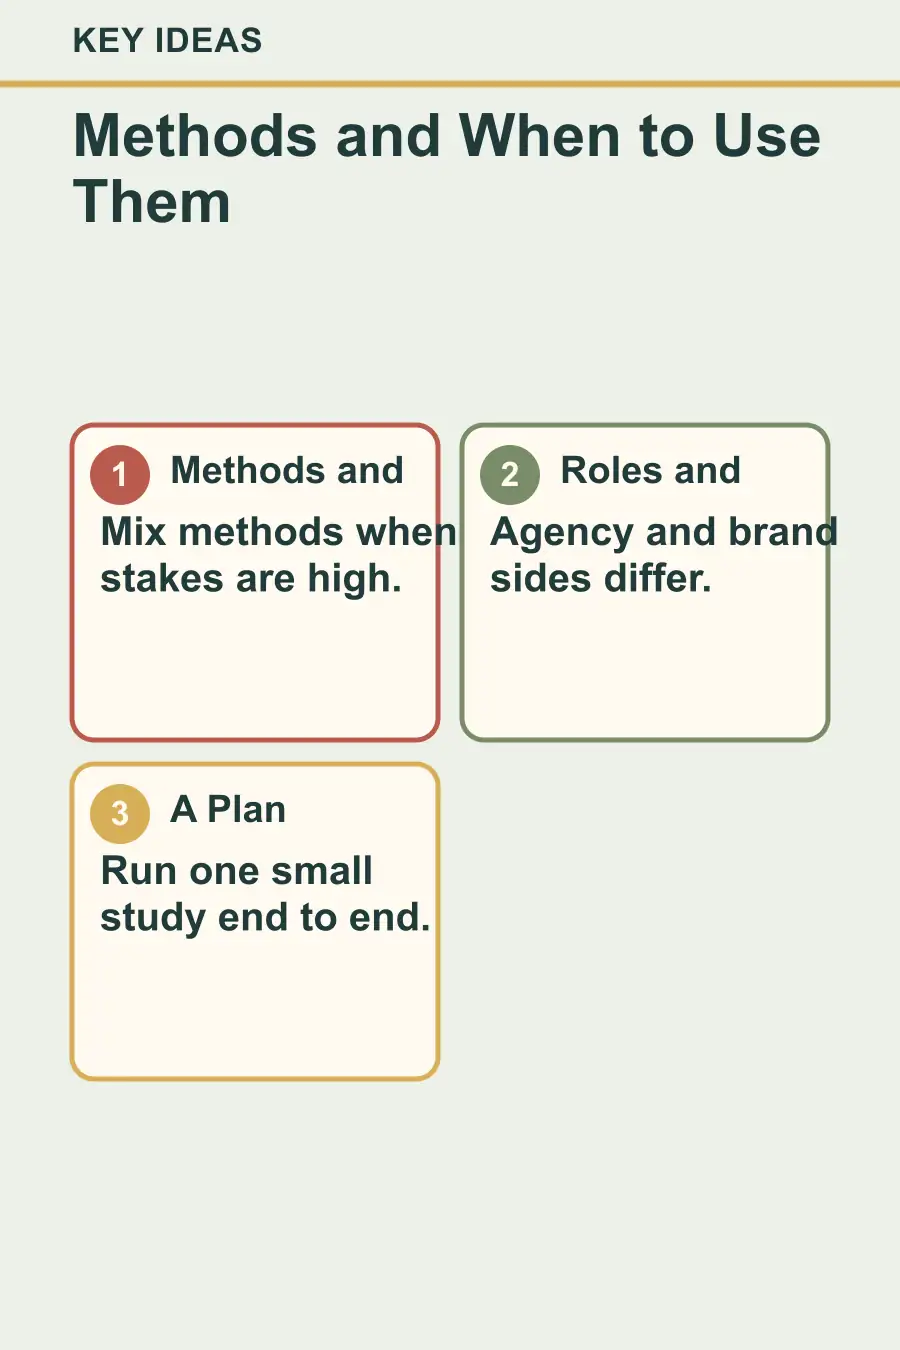 KEY IDEAS
Methods and When to Use
Them
1
Methods and
Mix methods when
stakes are high.
2
Roles and
Agency and brand
sides differ.
3
A Plan
Run one small
study end to end.